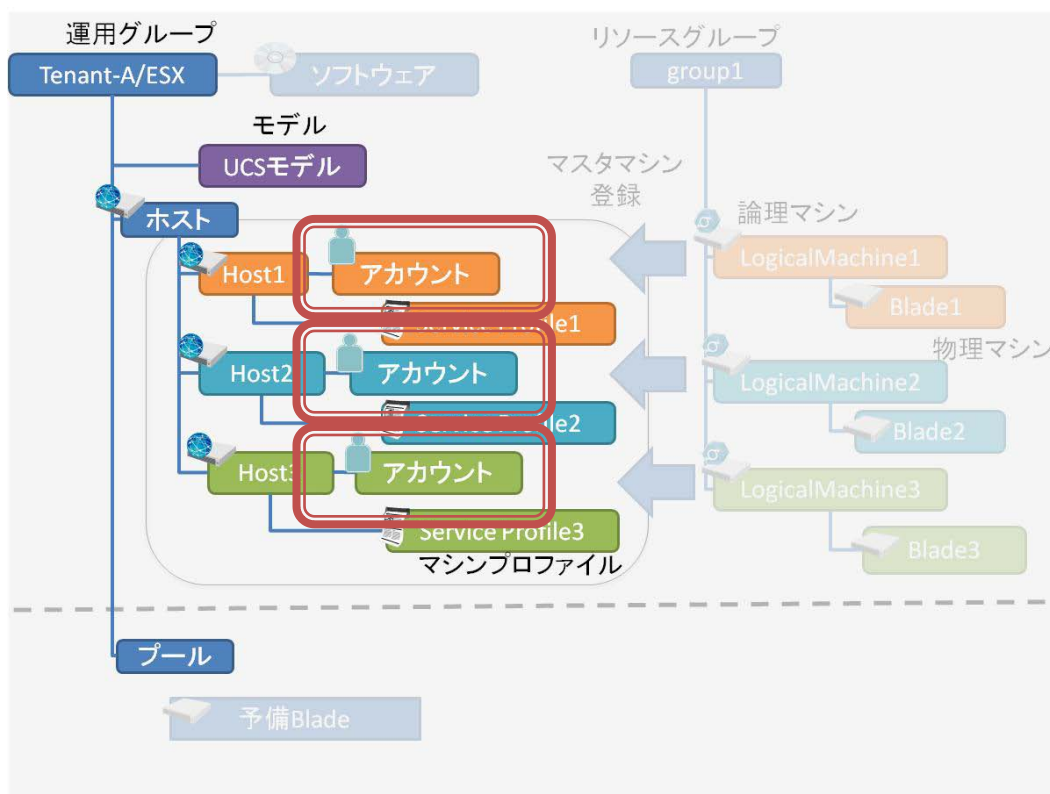 運用グループ
リソースグループ
Tenant-A/ESX
ソフトウェア
group1
モデル
UCSモデル
マスタマシン
登録
ホスト
論理マシン
Host1
アカウント
LogicalMachine1
Service Profile1
Blade1
物理マシン
Host2
アカウント
LogicalMachine2
Service Profile2
Blade2
Host3
アカウント
LogicalMachine3
Service Profile3
Blade3
マシンプロファイル
プール
予備Blade